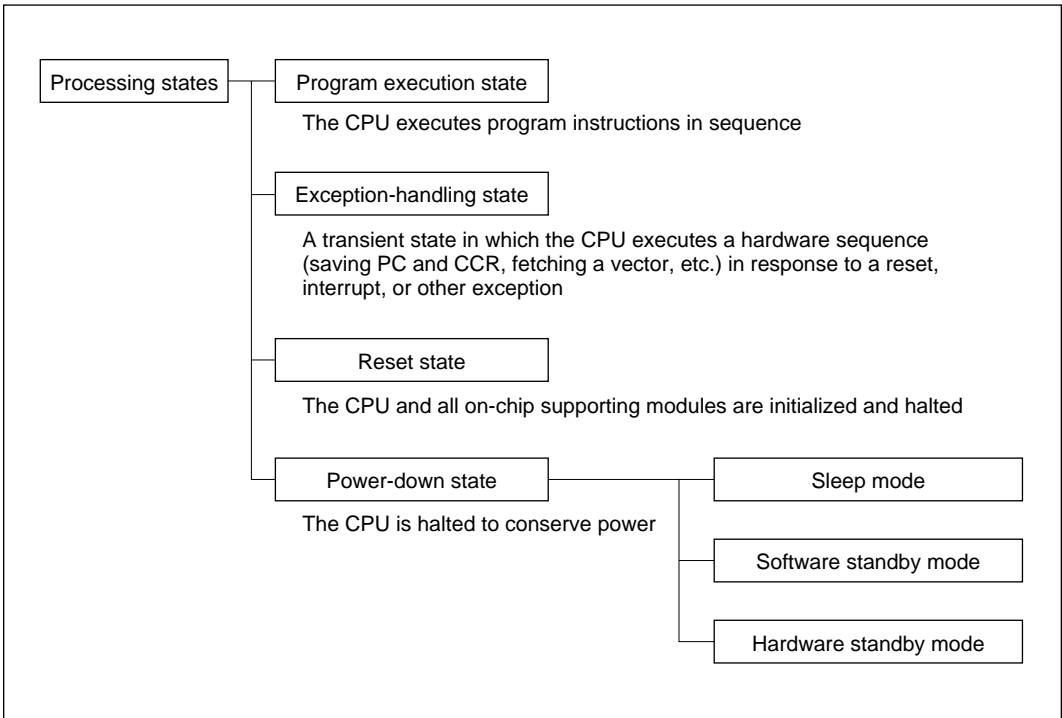 Processing states
Program execution state
The CPU executes program instructions in sequence
Exception-handling state
A transient state in which the CPU executes a hardware sequence
(saving PC and CCR, fetching a vector, etc.) in response to a reset,
interrupt, or other exception
Reset state
The CPU and all on-chip supporting modules are initialized and halted
Power-down state
The CPU is halted to conserve power
Sleep mode
Software standby mode
Hardware standby mode